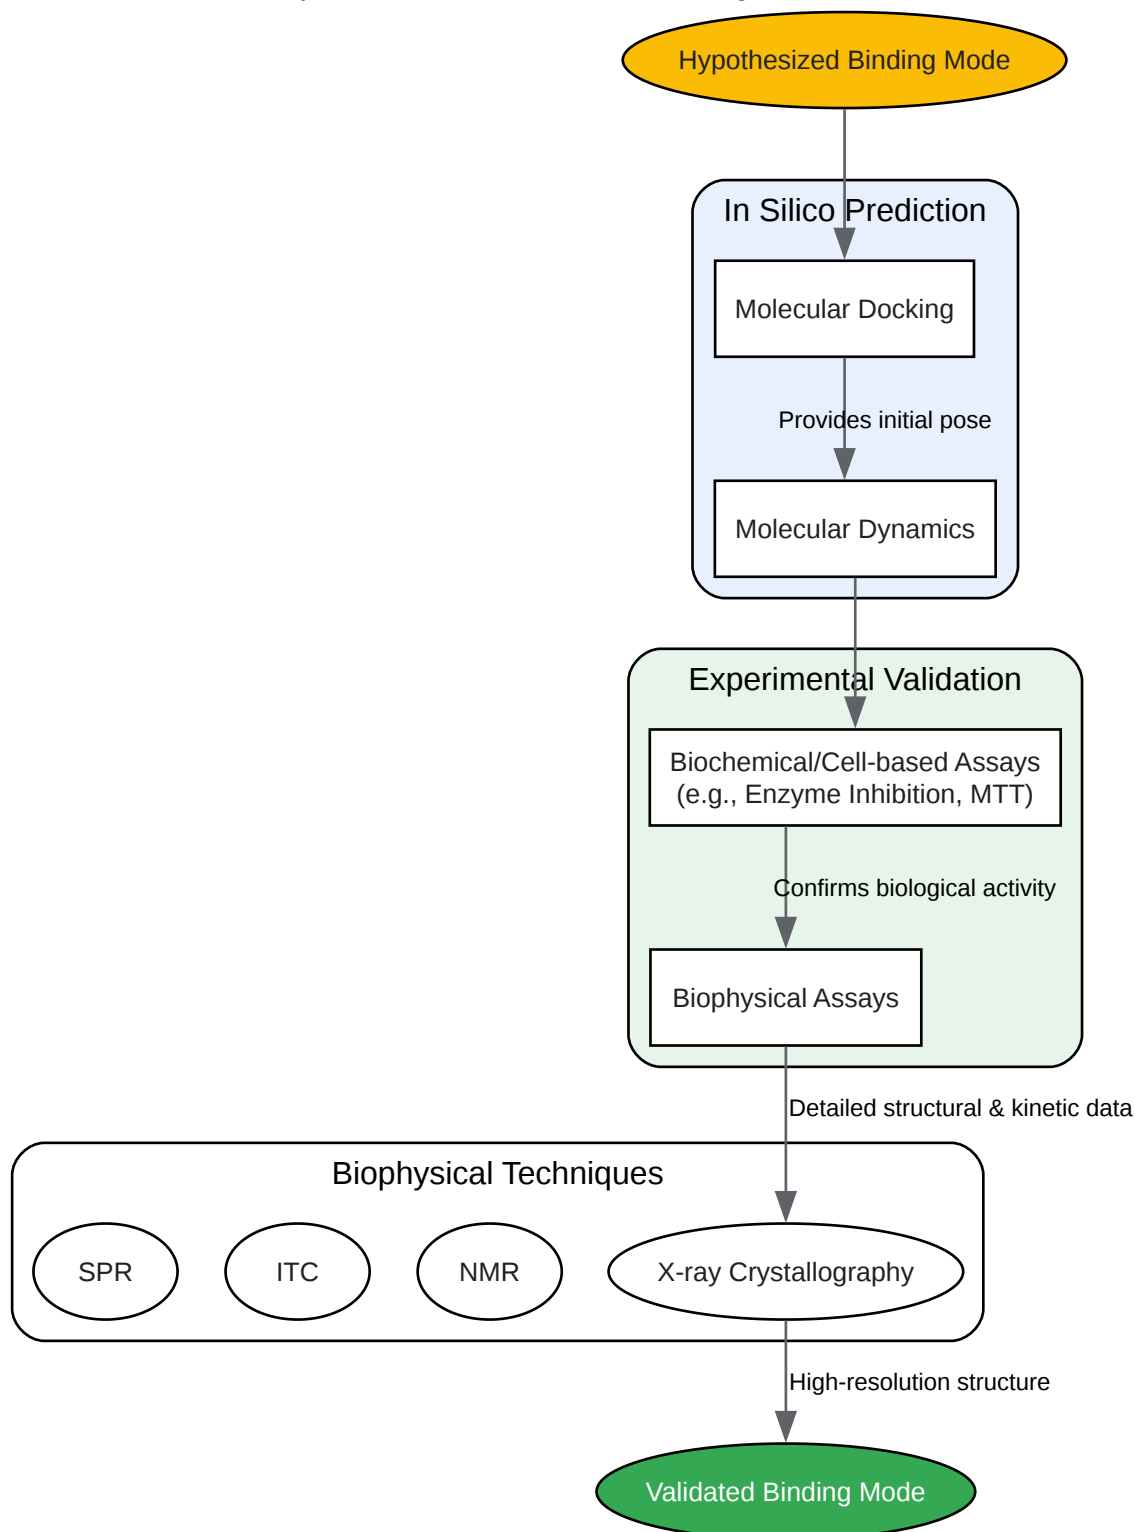 Hypothesized Binding Mode
In Silico Prediction
Molecular Docking
Provides initial pose
Molecular Dynamics
Experimental Validation
Biochemical/Cell-based Assays
(e.g., Enzyme Inhibition, MTT)
Confirms biological activity
Biophysical Assays
Detailed structural & kinetic data
Biophysical Techniques
SPR
ITC
NMR
X-ray Crystallography
High-resolution structure
Validated Binding Mode